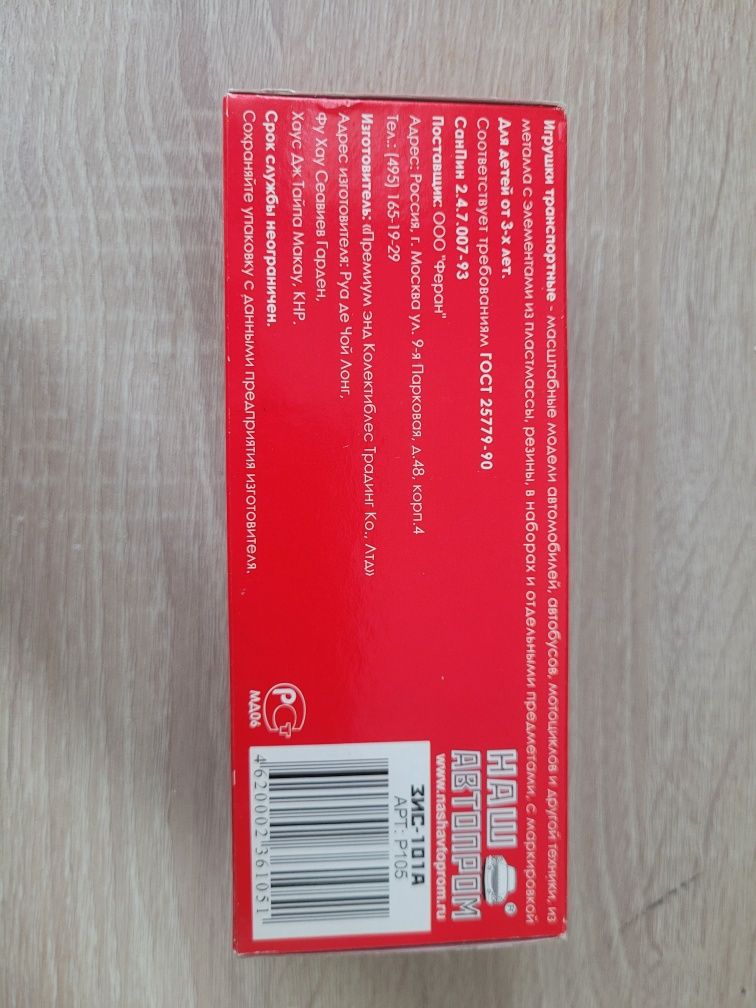 Игрушки транспортные - масштабные модели автомобилей, автобусов, мотоциклов и другой техники, из
металла с элементами из пластмассы, резины, в наборах и отдельными предметами, с маркировкой
Для детей от 3-х лет.
Соответствует требованиям ГОСТ 25779-90
СанПин 2.4.7.007-93
Поставщик: ООО "Феран"
Адрес: Россия, г. Москва ул. 9-я Парковая, д.48, корп.4
Тел.: (495) 165-19-29
Изготовитель: «Премиум энд Колектиблес Традинг Ко., Лтд»
Адрес изготовителя: Руа де Чой Лонг,
Фу Хау Сеавиев Гарден,
Хаус Дж Тайпа Макау, КНР.
Срок службы неограничен.
Сохраняйте упаковку с данными предприятия изготовителя.
РСТ
МД06
НАШ
АВТОПРОМ
®
www.nashavtoprom.ru
ЗИС-101А
АРТ: Р105
4620002361051